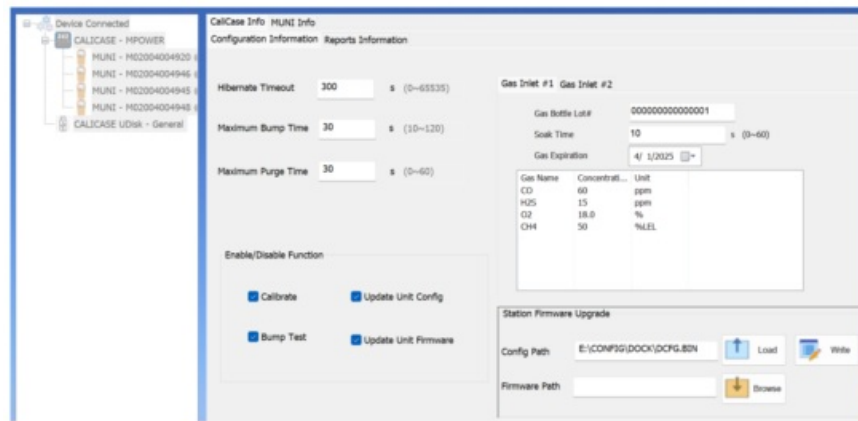 Device Connected
CALICASE - MPOWER
MUNI - M02004004920
MUNI - M02004004946
MUNI - M02004004945
MUNI - M02004004948
CALICASE UDisk - General
CaliCase Info MUNI Info
Configuration Information Reports Information
Hibernate Timeout 300 s (0~65535)
Maximum Bump Time 30 s (10~120)
Maximum Purge Time 30 s (0~60)
Enable/Disable Function
Calibrate Update Unit Config
Bump Test Update Unit Firmware
Gas Inlet #1 Gas Inlet #2
Gas Bottle Lot# 000000000000001
Soak Time 10 s (0~60)
Gas Expiration 4/ 1/2025
Gas Name Concentrati... Unit
CO 60 ppm
H2S 15 ppm
O2 18.0 %
CH4 50 %LEL
Station Firmware Upgrade
Config Path E:\CONFIG\DOCK\DCFG.BIN Load Write
Firmware Path Browse